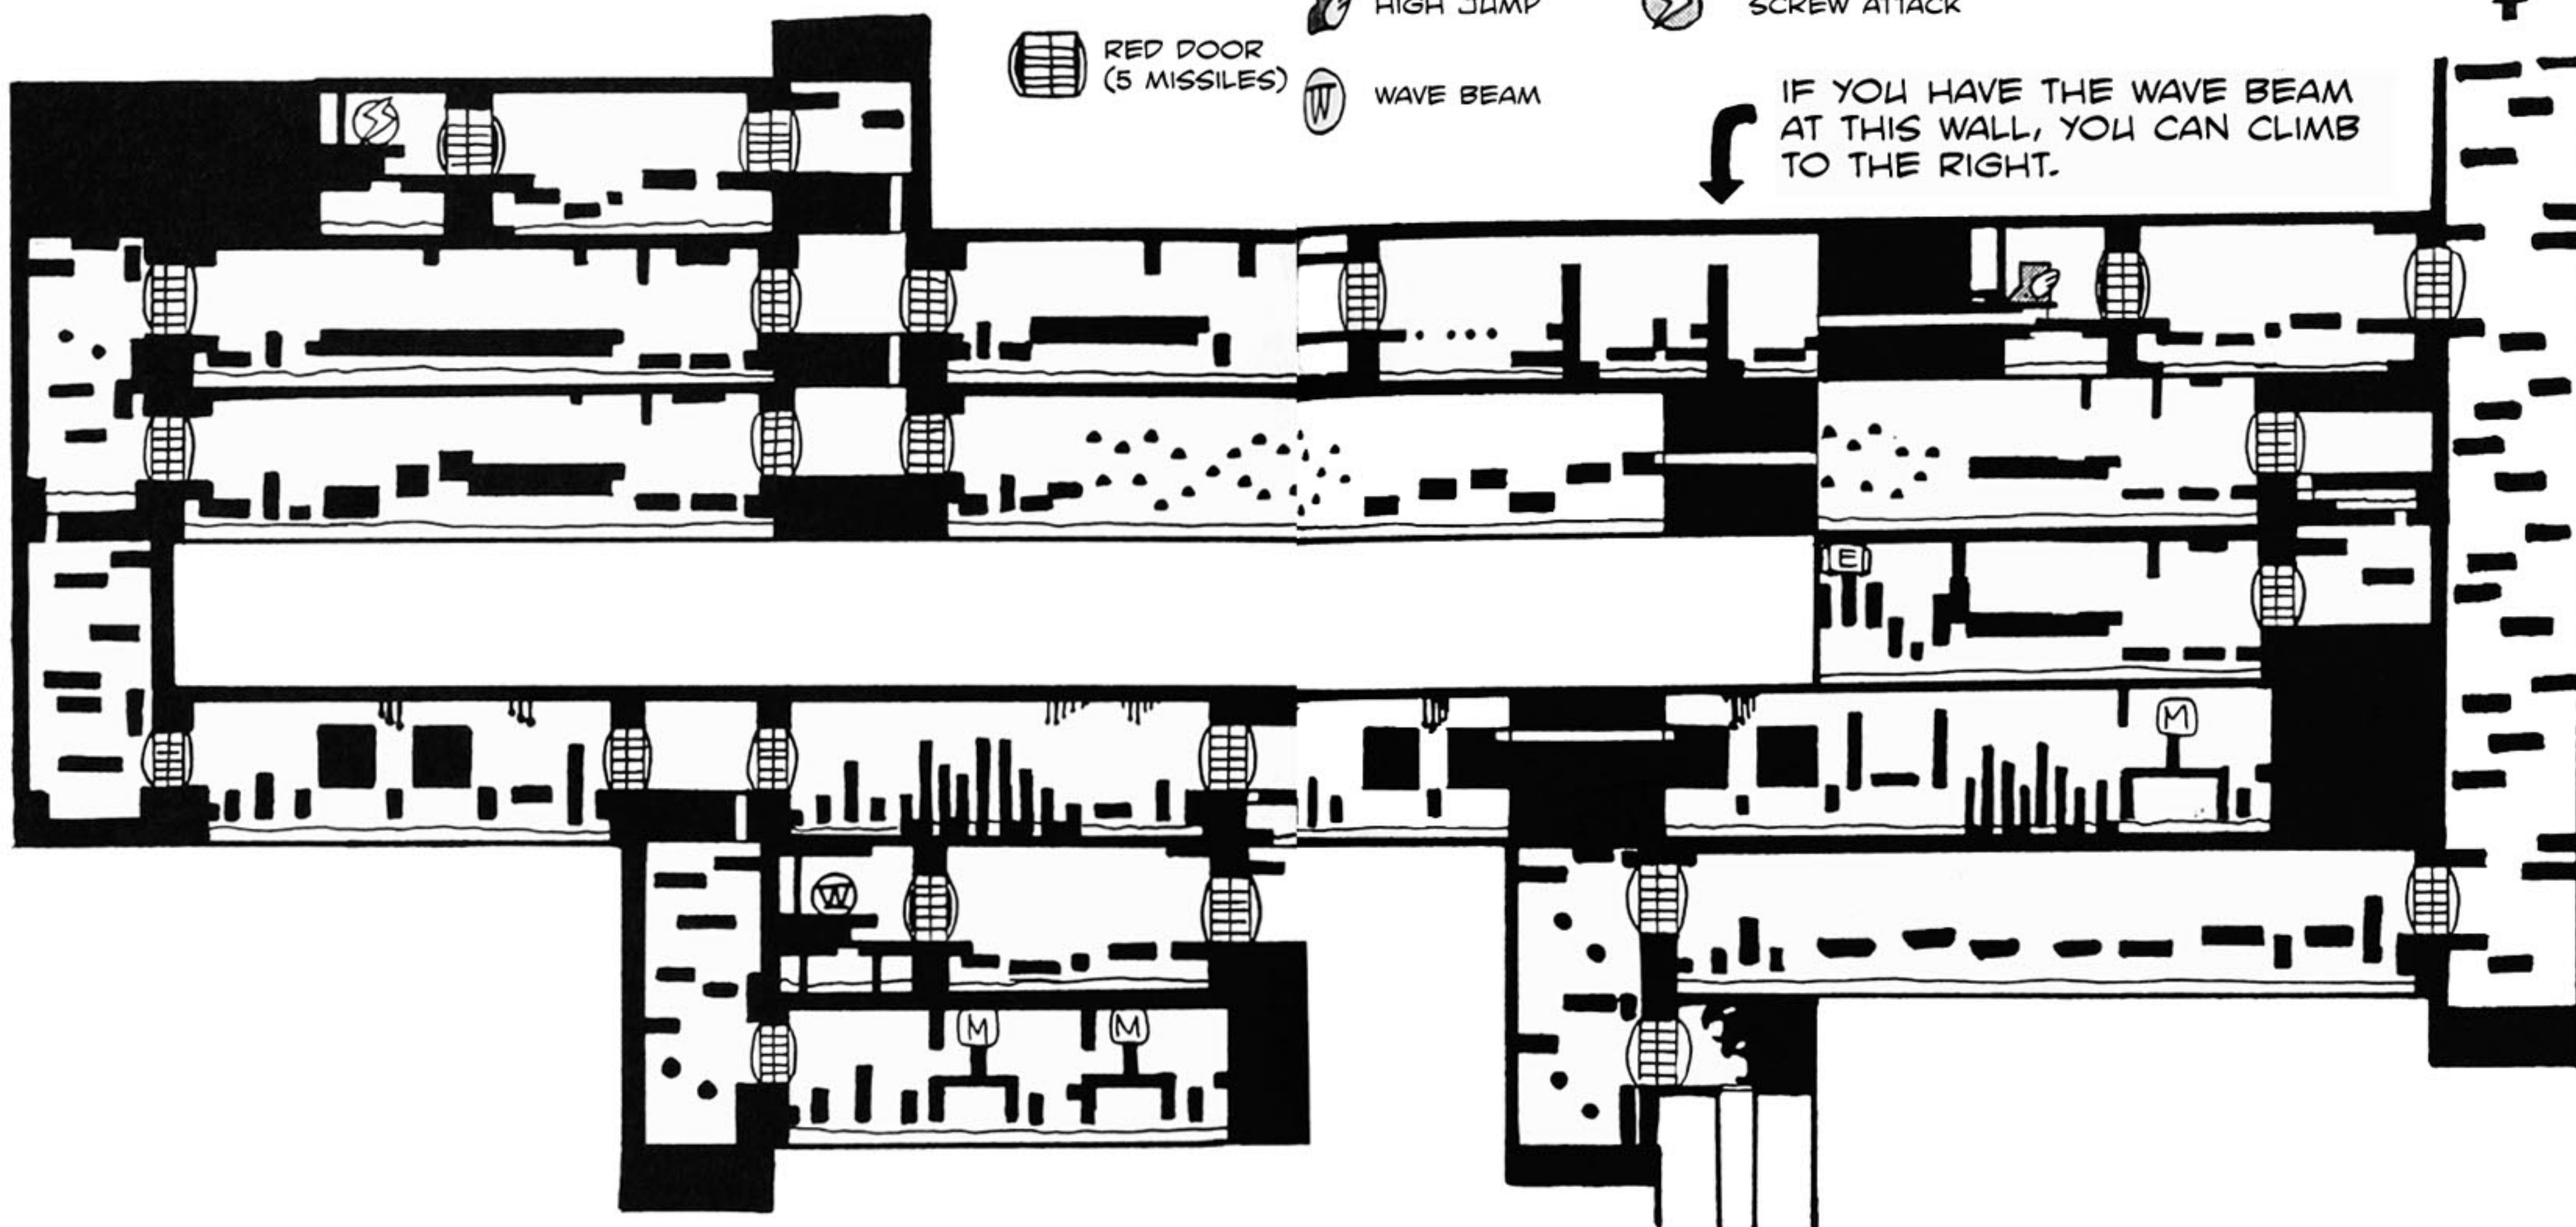 HIGH JUMP
SCREW ATTACK
RED DOOR
(5 MISSILES)
W
WAVE BEAM
IF YOU HAVE THE WAVE BEAM
AT THIS WALL, YOU CAN CLIMB
TO THE RIGHT.
E
M
W
M
M